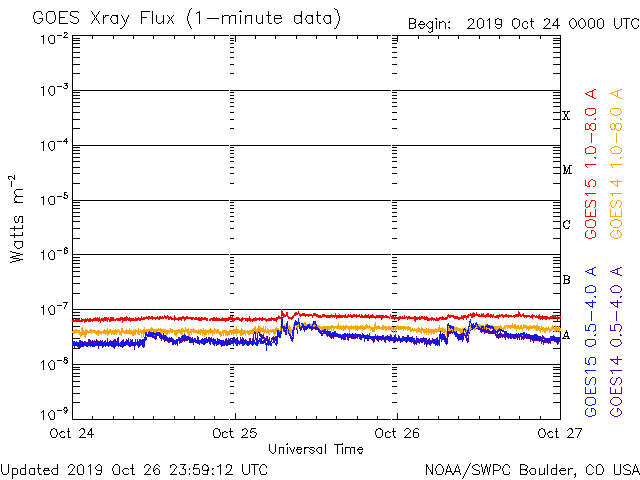 GOES Xray Flux (1-minute data)
Begin: 2019 Oct 24 0000 UTC
10^-2
10^-3
10^-4
10^-5
10^-6
10^-7
10^-8
10^-9
Watts m^-2
X
M
C
B
A
GOES15 1.0-8.0 A
GOES14 1.0-8.0 A
GOES15 0.5-4.0 A
GOES14 0.5-4.0 A
Oct 24 Oct 25 Oct 26 Oct 27
Universal Time
Updated 2019 Oct 26 23:59:12 UTC
NOAA/SWPC Boulder, CO USA